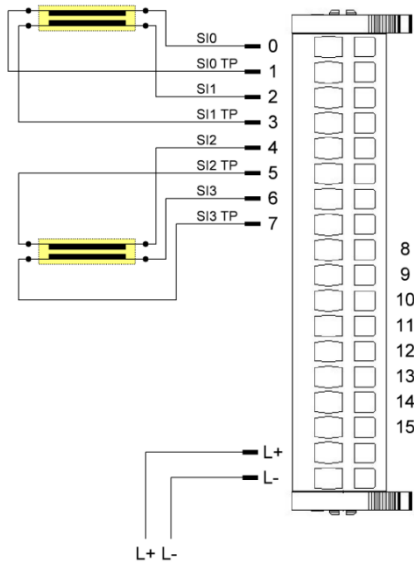 SI0 0
SI0 TP 1
SI1 2
SI1 TP 3
SI2 4
SI2 TP 5
SI3 6
SI3 TP 7
8
9
10
11
12
13
14
15
L+
L-
L+ L-